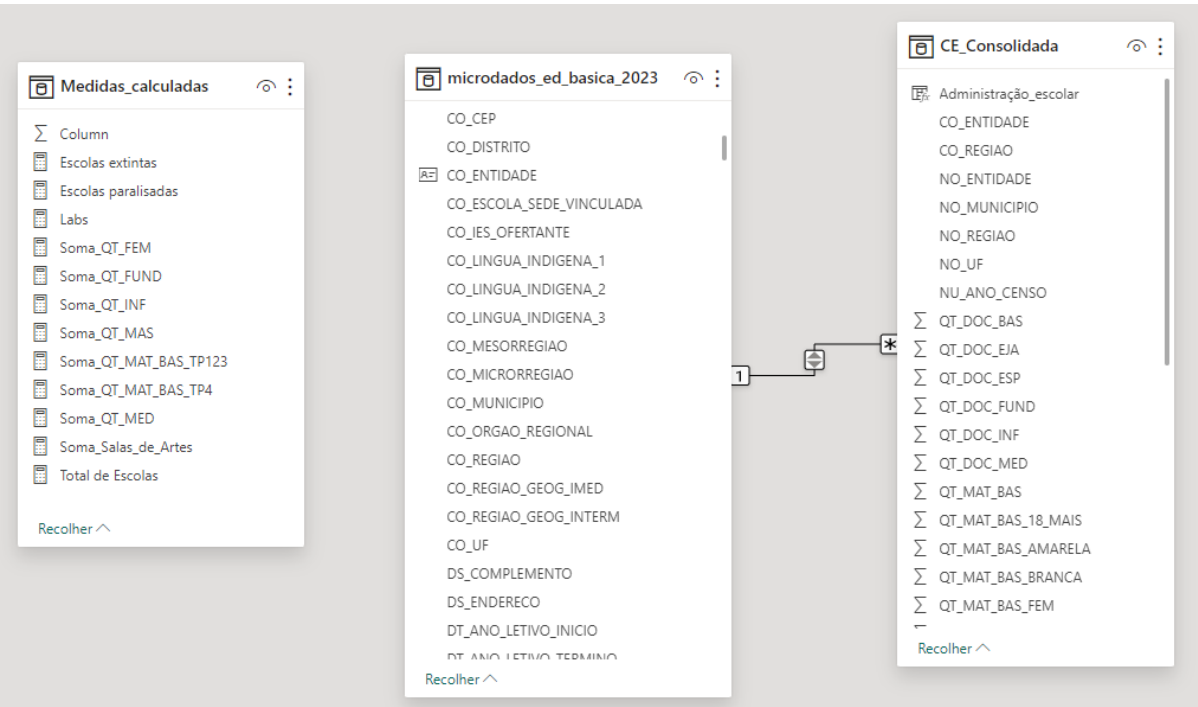 Medidas_calculadas
Column
Escolas extintas
Escolas paralisadas
Labs
Soma_QT_FEM
Soma_QT_FUND
Soma_QT_INF
Soma_QT_MAS
Soma_QT_MAT_BAS_TP123
Soma_QT_MAT_BAS_TP4
Soma_QT_MED
Soma_Salas_de_Artes
Total de Escolas
Recolher
microdados_ed_basica_2023
CO_CEP
CO_DISTRITO
CO_ENTIDADE
CO_ESCOLA_SEDE_VINCULADA
CO_IES_OFERTANTE
CO_LINGUA_INDIGENA_1
CO_LINGUA_INDIGENA_2
CO_LINGUA_INDIGENA_3
CO_MESORREGIAO
CO_MICRORREGIAO
CO_MUNICIPIO
CO_ORGAO_REGIONAL
CO_REGIAO
CO_REGIAO_GEOG_IMED
CO_REGIAO_GEOG_INTERM
CO_UF
DS_COMPLEMENTO
DS_ENDERECO
DT_ANO_LETIVO_INICIO
DT_ANO_LETIVO_TERMINO
Recolher
1
*
CE_Consolidada
Administração_escolar
CO_ENTIDADE
CO_REGIAO
NO_ENTIDADE
NO_MUNICIPIO
NO_REGIAO
NO_UF
NU_ANO_CENSO
QT_DOC_BAS
QT_DOC_EJA
QT_DOC_ESP
QT_DOC_FUND
QT_DOC_INF
QT_DOC_MED
QT_MAT_BAS
QT_MAT_BAS_18_MAIS
QT_MAT_BAS_AMARELA
QT_MAT_BAS_BRANCA
QT_MAT_BAS_FEM
Recolher